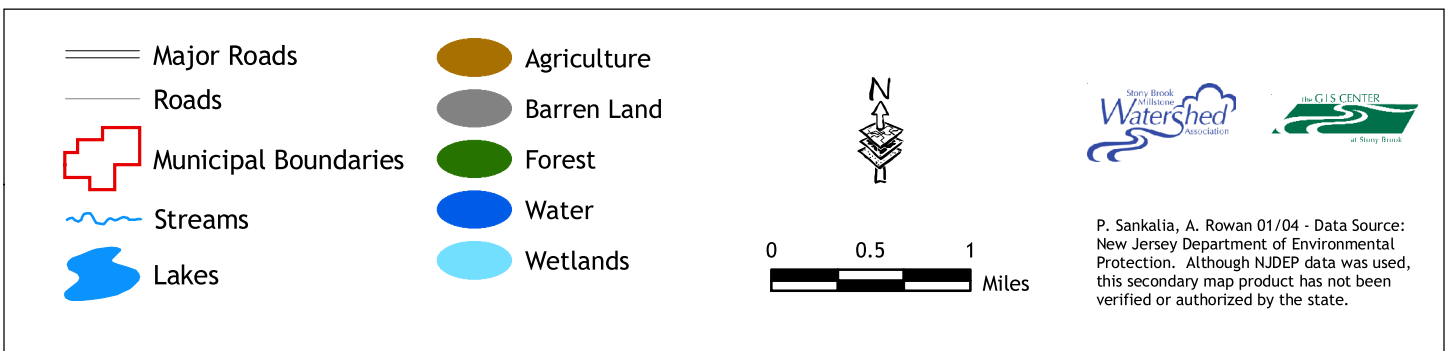 Major Roads
Roads
Municipal Boundaries
Streams
Lakes
Agriculture
Barren Land
Forest
Water
Wetlands
N
0 0.5 1
Miles
Stony Brook
Millstone
Watershed
Association
The GIS CENTER
at Stony Brook
P. Sankalia, A. Rowan 01/04 - Data Source:
New Jersey Department of Environmental
Protection. Although NJDEP data was used,
this secondary map product has not been
verified or authorized by the state.